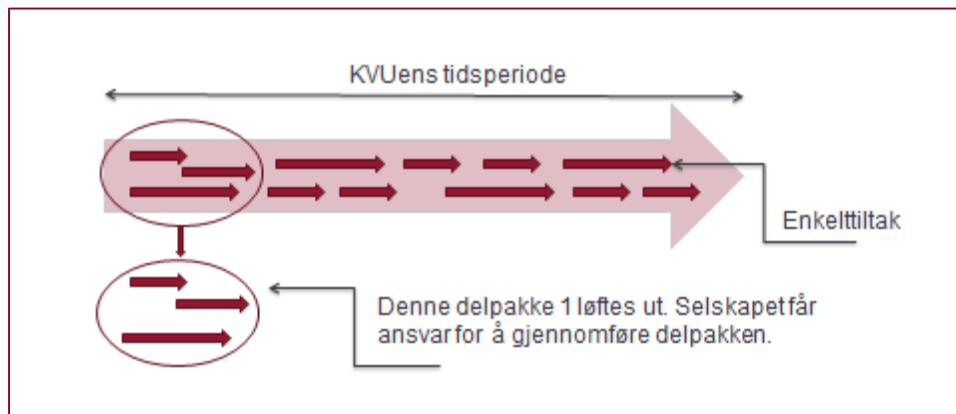 KVUens tidsperiode
Enkelttiltak
Denne delpakke 1 løftes ut. Selskapet får
ansvar for å gjennomføre delpakken.